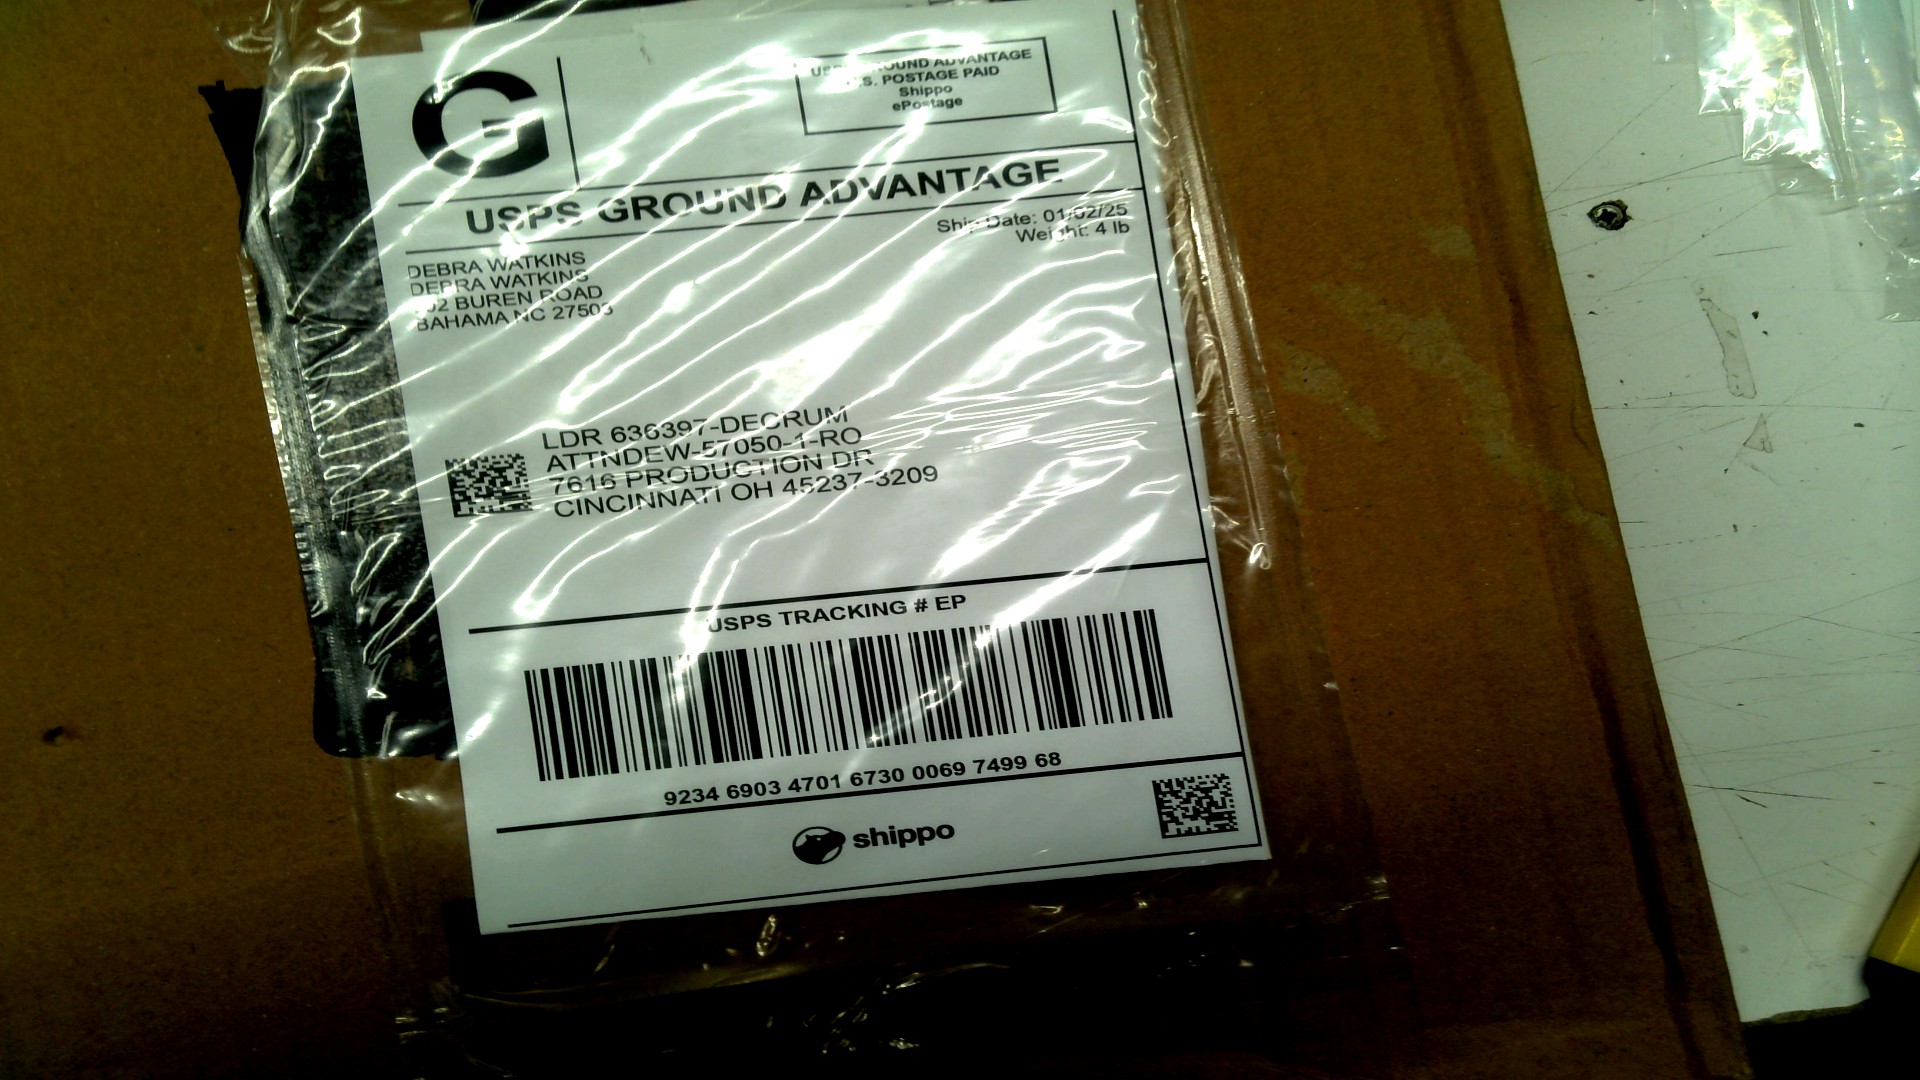 G
USPS GROUND ADVANTAGE
U.S. POSTAGE PAID
Shippo
ePostage
USPS GROUND ADVANTAGE
Ship Date: 01/02/25
Weight: 4 lb
DEBRA WATKINS
DEBRA WATKINS
BUREN ROAD
BAHAMA NC 27503
LDR 636397-DECRUM
ATTNDEW-57050-1-RO
7616 PRODUCTION DR
CINCINNATI OH 45237-3209
USPS TRACKING # EP
9234 6903 4701 6730 0069 7499 68
shippo